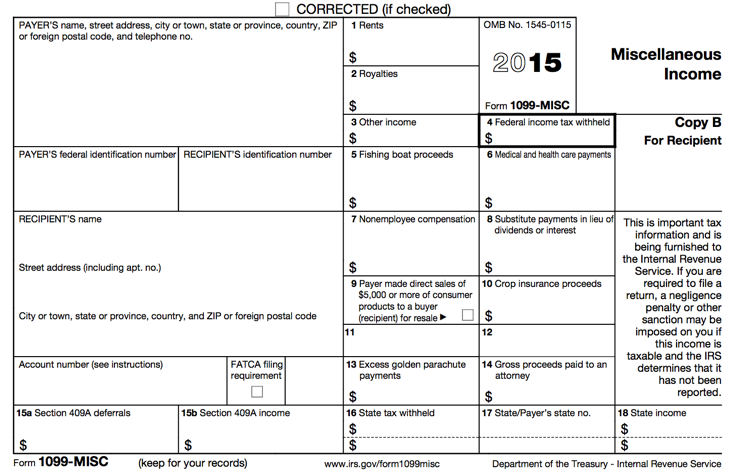 CORRECTED (if checked)
PAYER'S name, street address, city or town, state or province, country, ZIP
or foreign postal code, and telephone no.
1 Rents
$
2 Royalties
$
OMB No. 1545-0115
2015
Form 1099-MISC
Miscellaneous
Income
3 Other income
$
4 Federal income tax withheld
$
Copy B
For Recipient
PAYER'S federal identification number
RECIPIENT'S identification number
5 Fishing boat proceeds
$
6 Medical and health care payments
$
RECIPIENT'S name
Street address (including apt. no.)
City or town, state or province, country, and ZIP or foreign postal code
7 Nonemployee compensation
$
8 Substitute payments in lieu of
dividends or interest
$
9 Payer made direct sales of
$5,000 or more of consumer
products to a buyer
(recipient) for resale ▶
10 Crop insurance proceeds
$
11
12
This is important tax
information and is
being furnished to
the Internal Revenue
Service. If you are
required to file a
return, a negligence
penalty or other
sanction may be
imposed on you if
this income is
taxable and the IRS
determines that it
has not been
reported.
Account number (see instructions)
FATCA filing
requirement
13 Excess golden parachute
payments
$
14 Gross proceeds paid to an
attorney
$
15a Section 409A deferrals
$
15b Section 409A income
$
16 State tax withheld
$
$
17 State/Payer's state no.
18 State income
$
$
Form 1099-MISC
(keep for your records)
www.irs.gov/form1099misc
Department of the Treasury - Internal Revenue Service